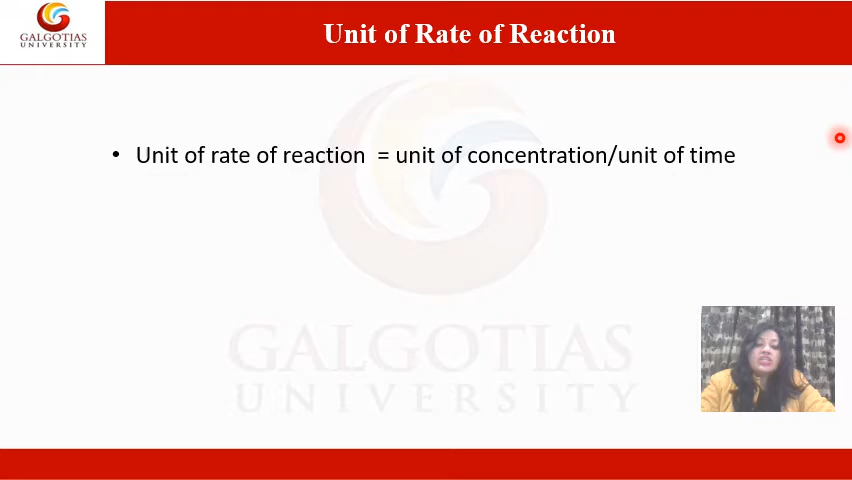 Unit of Rate of Reaction
GALGOTIAS
UNIVERSITY
• Unit of rate of reaction = unit of concentration/unit of time
GALGOTIAS
UNIVERSITY